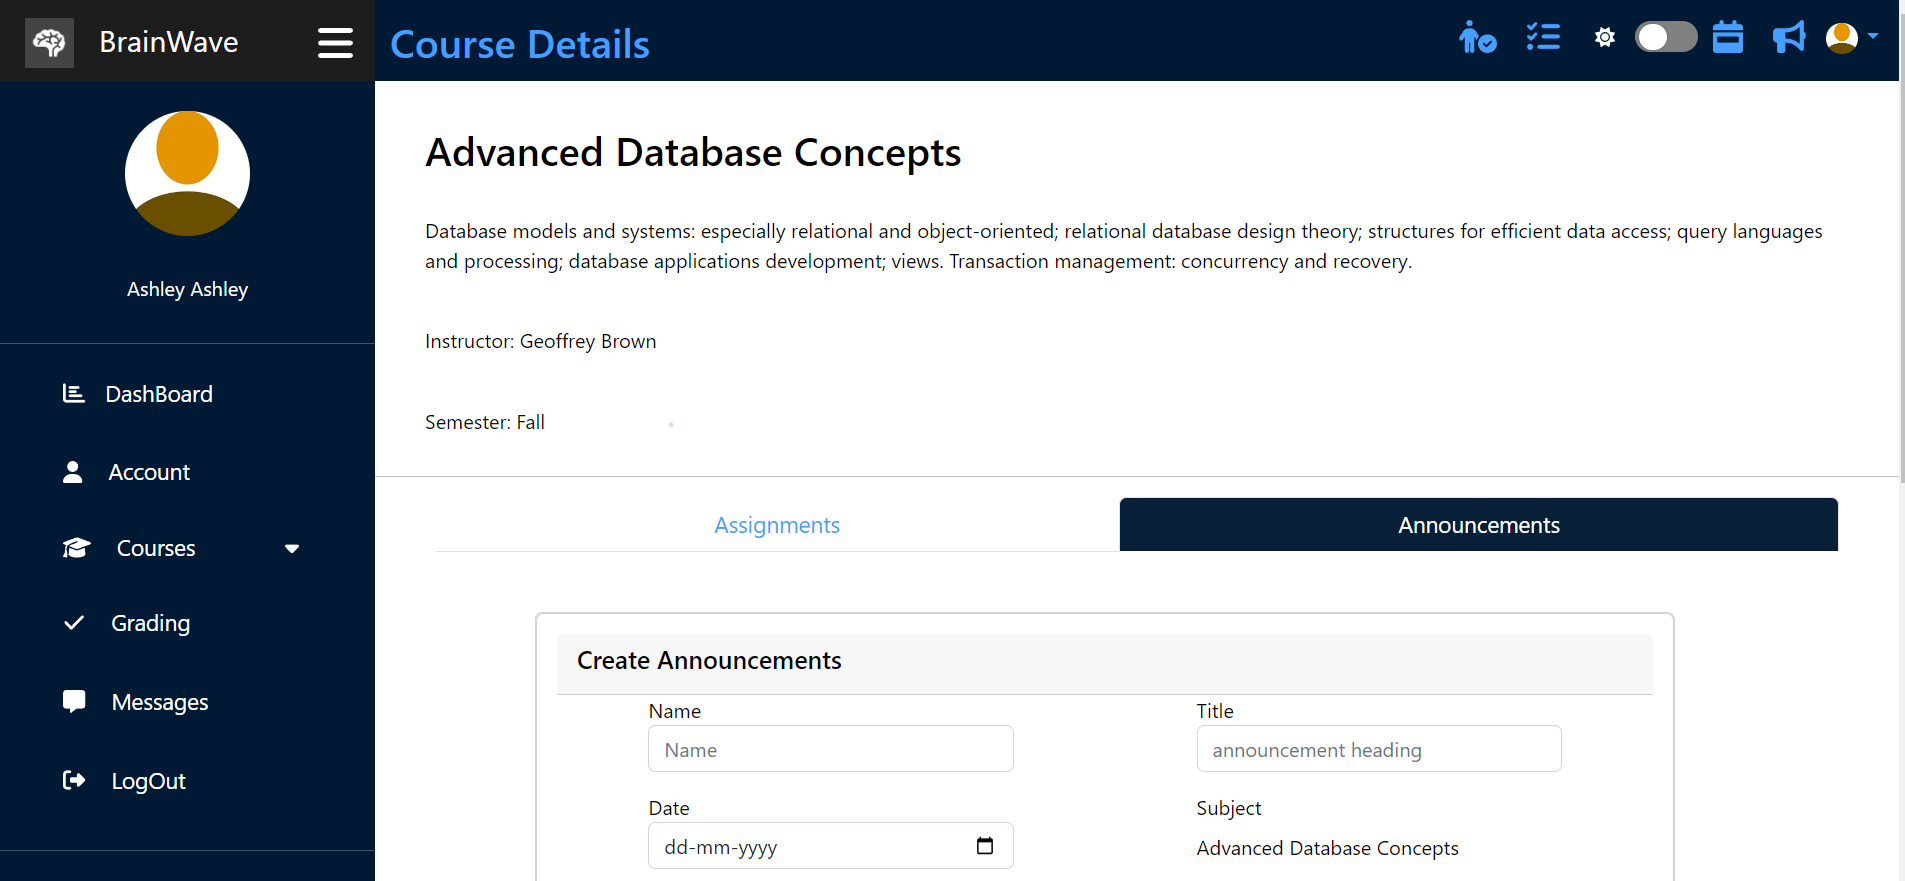 BrainWave
Course Details
Ashley Ashley
DashBoard
Account
Courses
Grading
Messages
LogOut
Advanced Database Concepts
Database models and systems: especially relational and object-oriented; relational database design theory; structures for efficient data access; query languages
and processing; database applications development; views. Transaction management: concurrency and recovery.
Instructor: Geoffrey Brown
Semester: Fall
Assignments
Announcements
Create Announcements
Name
Title
Name
announcement heading
Date
Subject
dd-mm-yyyy
Advanced Database Concepts